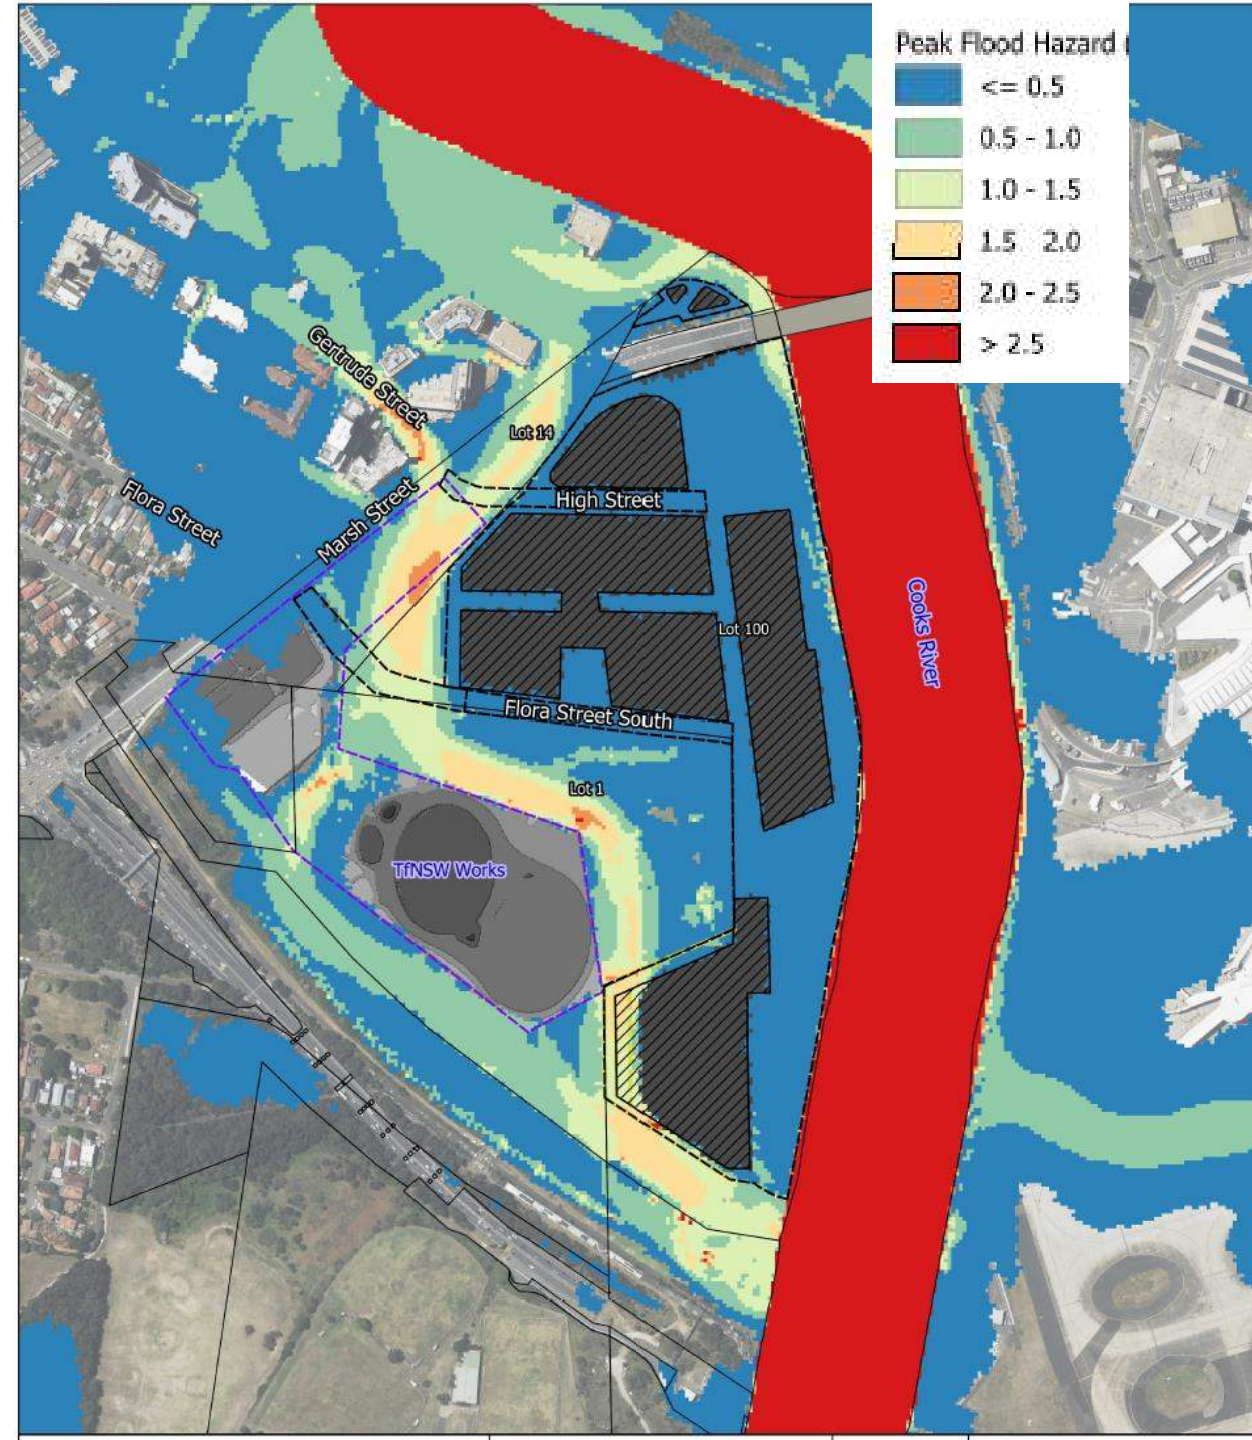 Peak Flood Hazard (
<= 0.5
0.5 - 1.0
1.0 - 1.5
1.5 2.0
2.0 - 2.5
> 2.5
Gertrude Street
Lot 14
Flora Street
Marsh Street
High Street
Cooks River
Lot 100
Flora Street South
Lot 1
TfNSW Works